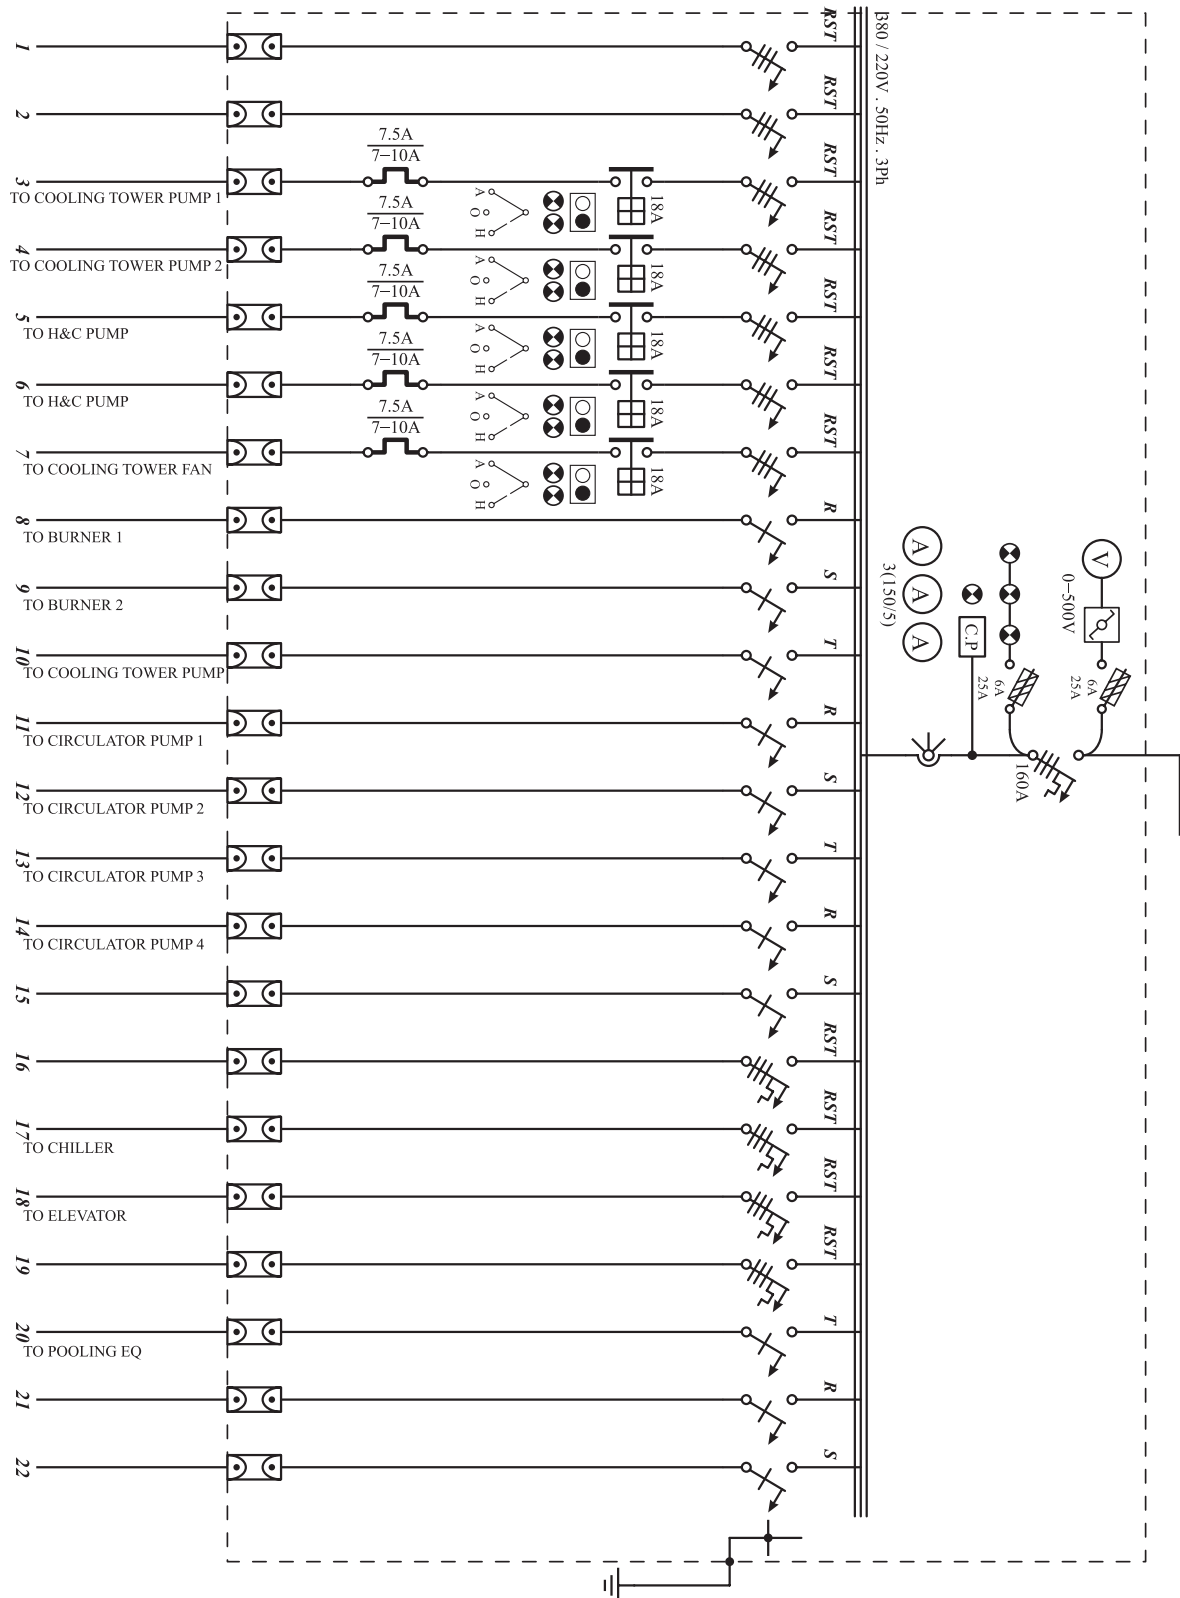 RST
1
380 / 220V . 50Hz . 3Ph
RST
2
7.5A
7–10A
RST
3
TO COOLING TOWER PUMP 1
A
O
H
18A
7.5A
7–10A
RST
4
TO COOLING TOWER PUMP 2
A
O
H
18A
7.5A
7–10A
RST
5
TO H&C PUMP
A
O
H
18A
7.5A
7–10A
RST
6
TO H&C PUMP
A
O
H
18A
7.5A
7–10A
RST
7
TO COOLING TOWER FAN
A
O
H
18A
R
8
TO BURNER 1
S
9
TO BURNER 2
T
10
TO COOLING TOWER PUMP
R
11
TO CIRCULATOR PUMP 1
S
12
TO CIRCULATOR PUMP 2
T
13
TO CIRCULATOR PUMP 3
R
14
TO CIRCULATOR PUMP 4
S
15
RST
16
RST
17
TO CHILLER
RST
18
TO ELEVATOR
RST
19
T
20
TO POOLING EQ
R
21
S
22
A
A
A
3(150/5)
C.P
V
0–500V
6A
25A
6A
25A
160A